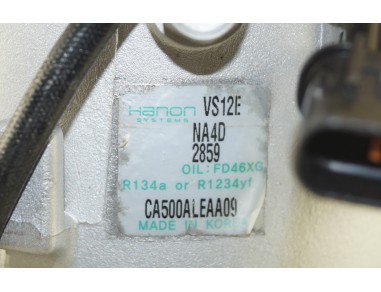 Hanon VS12E
SYSTEMS
NA4D
2859
OIL: FD46XG
R134a or R1234yf
CA500ALEAA09
MADE IN KOREA